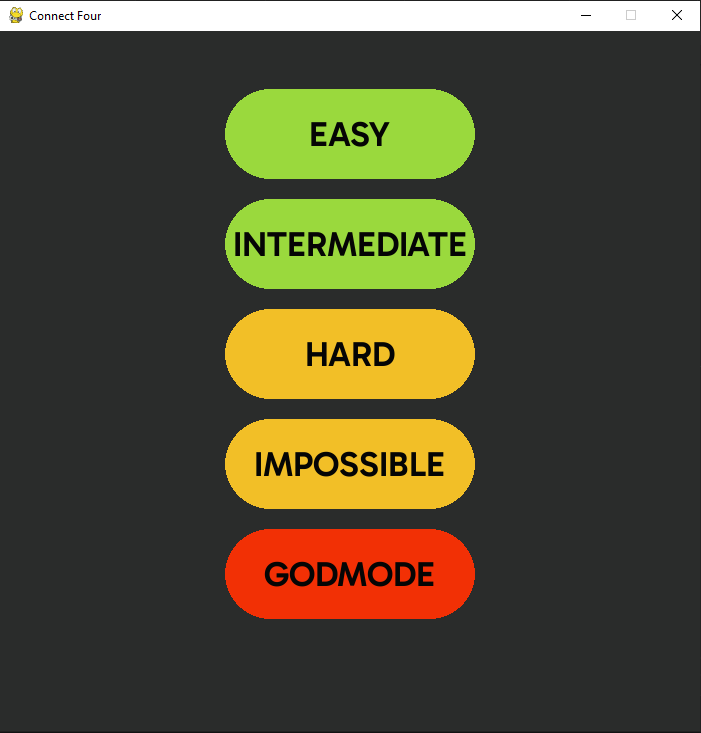 Connect Four
EASY
INTERMEDIATE
HARD
IMPOSSIBLE
GODMODE